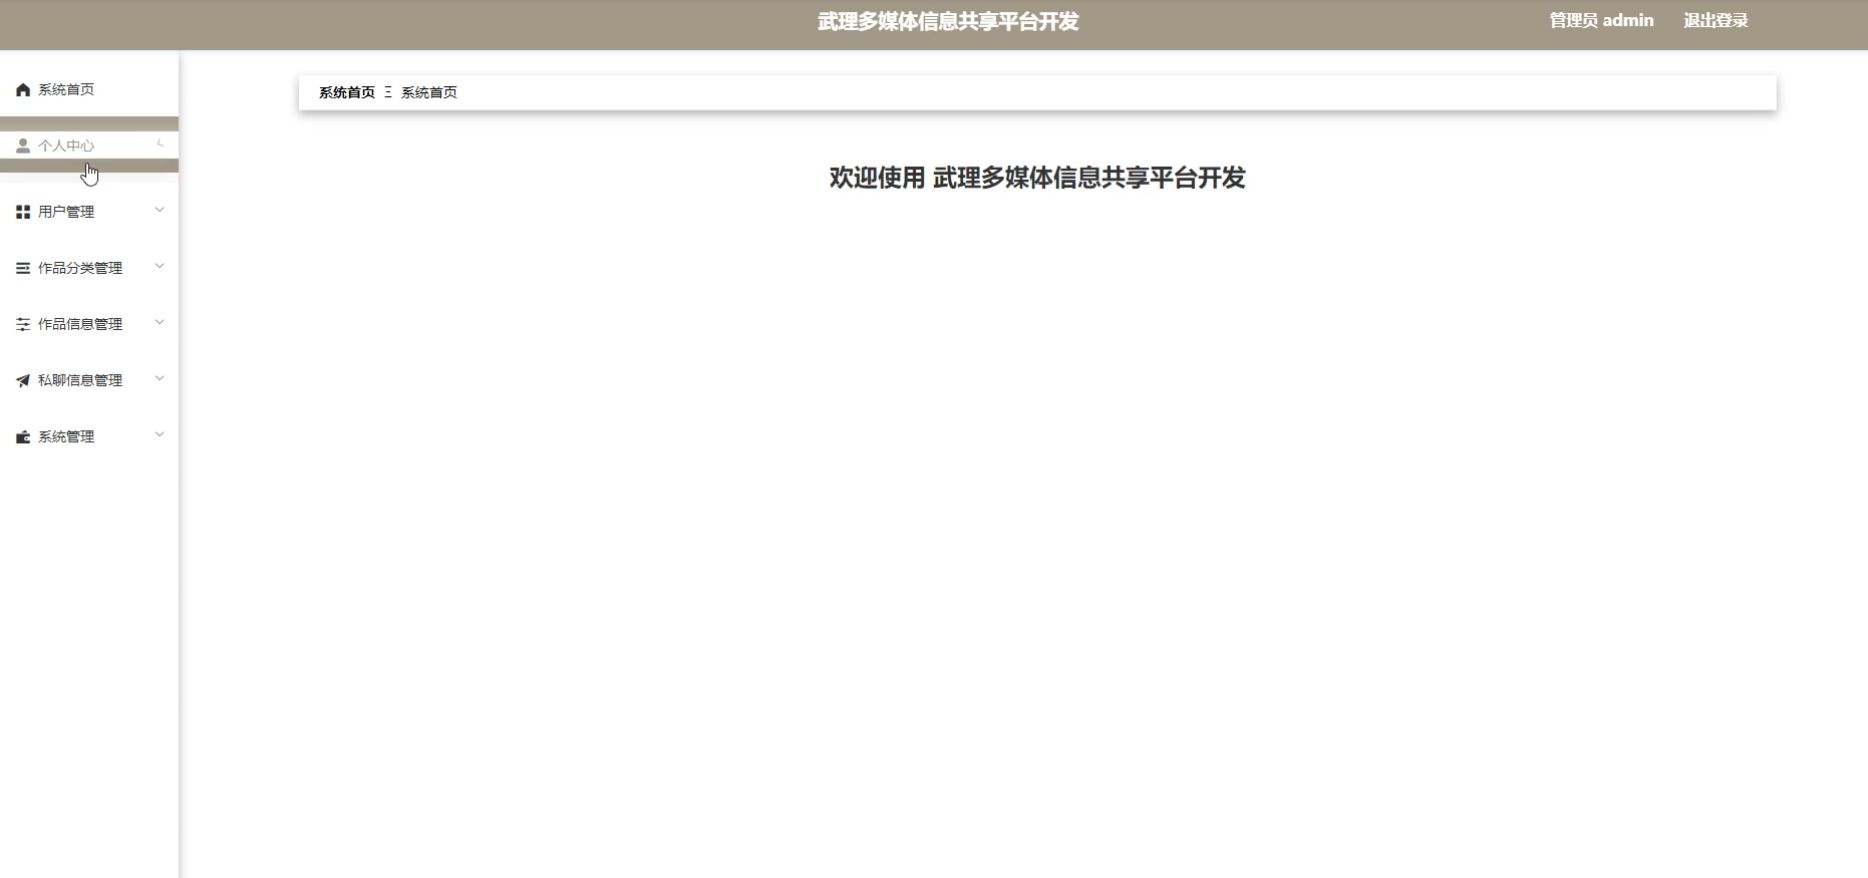 武理多媒体信息共享平台开发
管理员 admin 退出登录
系统首页
个人中心
用户管理
作品分类管理
作品信息管理
私聊信息管理
系统管理
系统首页 Ξ 系统首页
欢迎使用 武理多媒体信息共享平台开发